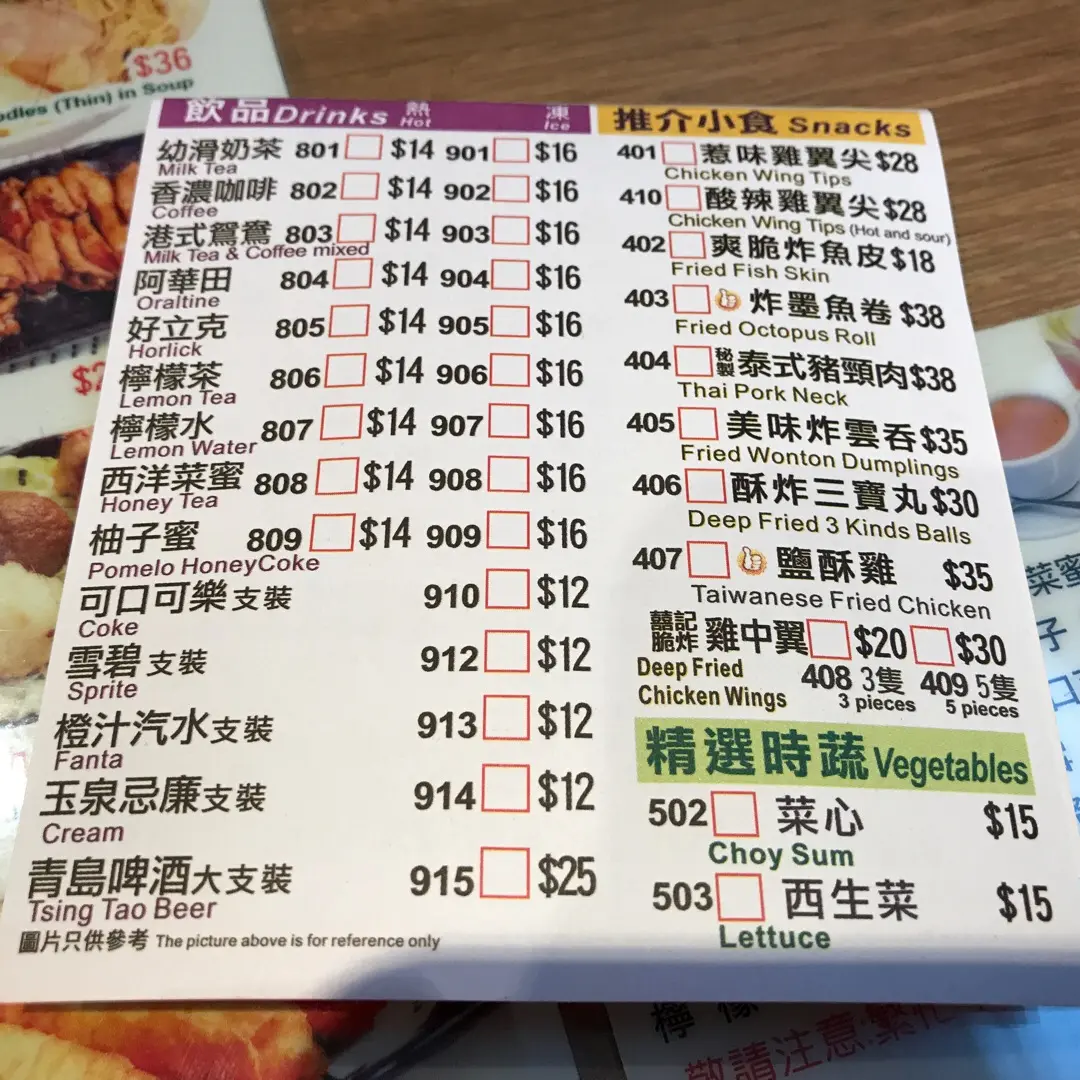 $36
odles (Thin) in Soup
飲品 Drinks 熱 Hot 凍 Ice
幼滑奶茶 801 $14 901 $16
Milk Tea
香濃咖啡 802 $14 902 $16
Coffee
港式鴛鴦 803 $14 903 $16
Milk Tea & Coffee mixed
阿華田 804 $14 904 $16
Oraltine
好立克 805 $14 905 $16
Horlick
檸檬茶 806 $14 906 $16
Lemon Tea
檸檬水 807 $14 907 $16
Lemon Water
西洋菜蜜 808 $14 908 $16
Honey Tea
柚子蜜 809 $14 909 $16
Pomelo HoneyCoke
可口可樂支裝 910 $12
Coke
雪碧支裝 912 $12
Sprite
橙汁汽水支裝 913 $12
Fanta
玉泉忌廉支裝 914 $12
Cream
青島啤酒大支裝 915 $25
Tsing Tao Beer
圖片只供參考 The picture above is for reference only
推介小食 Snacks
401 惹味雞翼尖 $28
Chicken Wing Tips
410 酸辣雞翼尖 $28
Chicken Wing Tips (Hot and sour)
402 爽脆炸魚皮 $18
Fried Fish Skin
403 炸墨魚卷 $38
Fried Octopus Roll
404 秘製泰式豬頸肉 $38
Thai Pork Neck
405 美味炸雲吞 $35
Fried Wonton Dumplings
406 酥炸三寶丸 $30
Deep Fried 3 Kinds Balls
407 鹽酥雞 $35
Taiwanese Fried Chicken
囍記脆炸 雞中翼 $20 $30
Deep Fried Chicken Wings 408 3隻 3 pieces 409 5隻 5 pieces
精選時蔬 Vegetables
502 菜心 $15
Choy Sum
503 西生菜 $15
Lettuce
菜蜜
子
檸檬
敬請注意